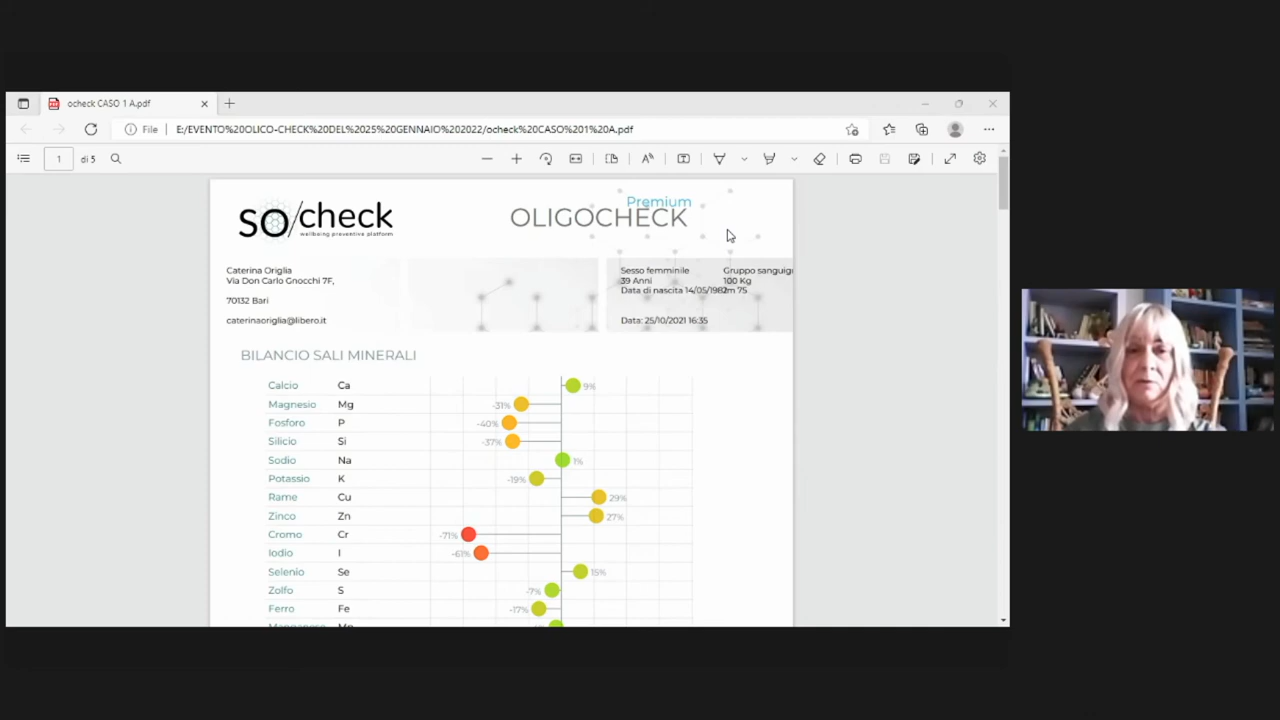 ocheck CASO 1 A.pdf
File E:/EVENTO%20OLICO-CHECK%20DEL%2025%20GENNAIO%202022/ocheck%20CASO%201%20A.pdf
1 di 5
so/check
wellbeing preventive platform
Premium
OLIGOCHECK
Caterina Origlia
Via Don Carlo Gnocchi 7F,
70132 Bari
caterinaoriglia@libero.it
Sesso femminile Gruppo sangui
39 Anni 100 Kg
Data di nascita 14/05/1982 1m 75
Data: 25/10/2021 16:35
BILANCIO SALI MINERALI
Calcio Ca 9%
Magnesio Mg -31%
Fosforo P -40%
Silicio Si -37%
Sodio Na 1%
Potassio K -19%
Rame Cu 29%
Zinco Zn 27%
Cromo Cr -71%
Iodio I -61%
Selenio Se 15%
Zolfo S -7%
Ferro Fe -17%
Manganese Mn